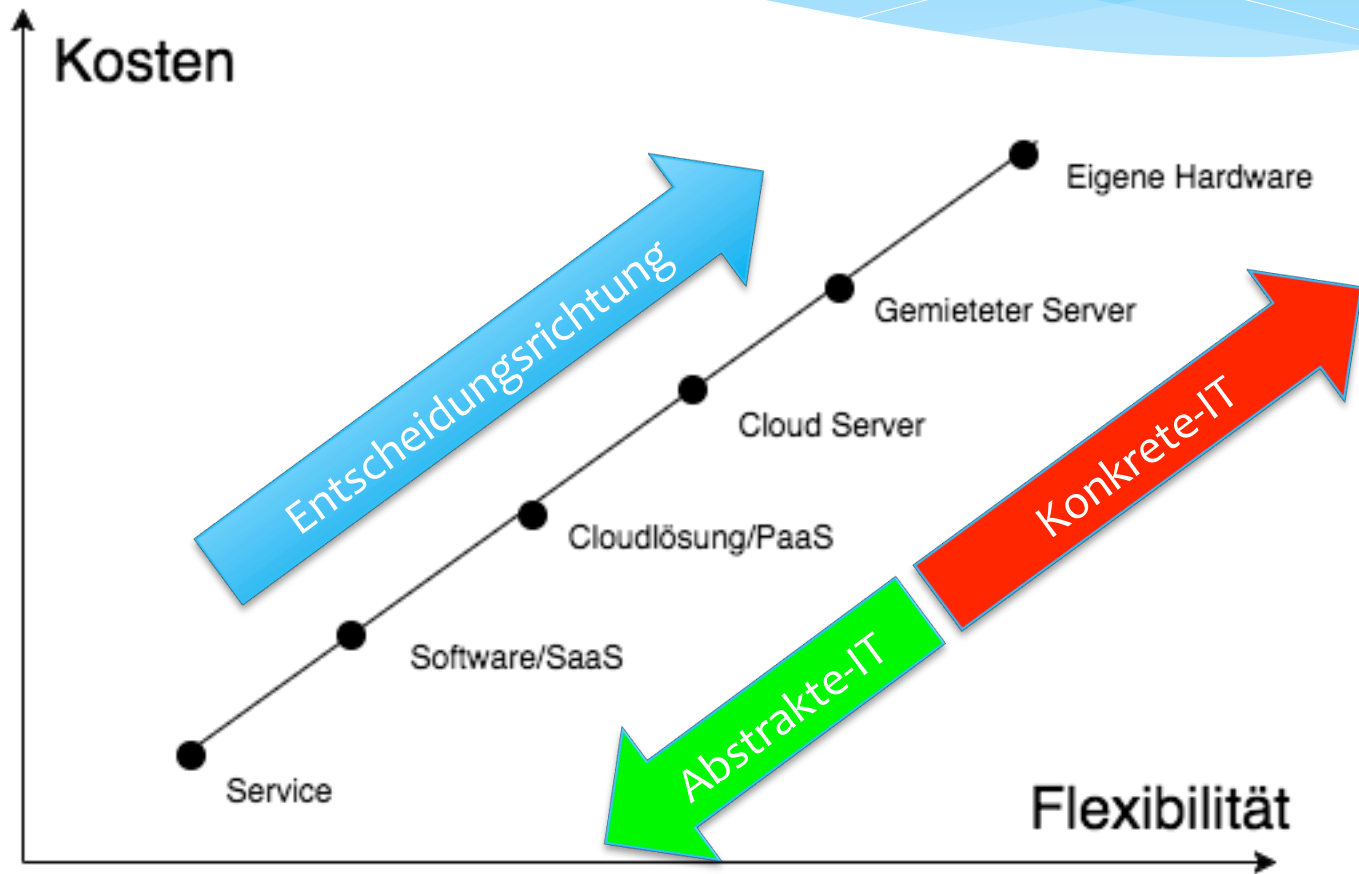 Kosten
Eigene Hardware
Entscheidungsrichtung
Gemieteter Server
Konkrete-IT
Cloud Server
Cloudlösung/PaaS
Software/SaaS
Abstrakte-IT
Service
Flexibilität